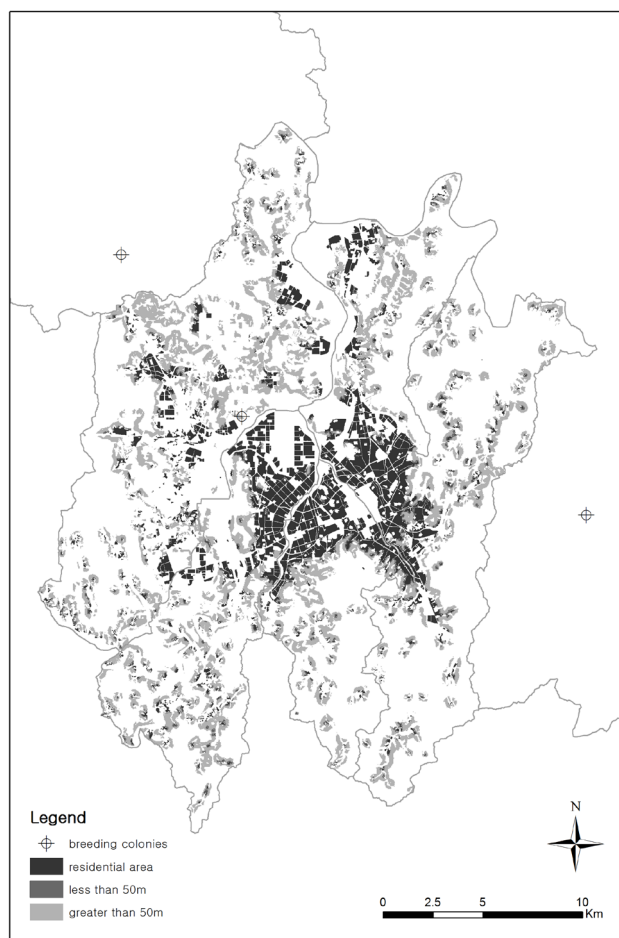 Legend
breeding colonies
residential area
less than 50m
greater than 50m
N
0 2.5 5 10
Km